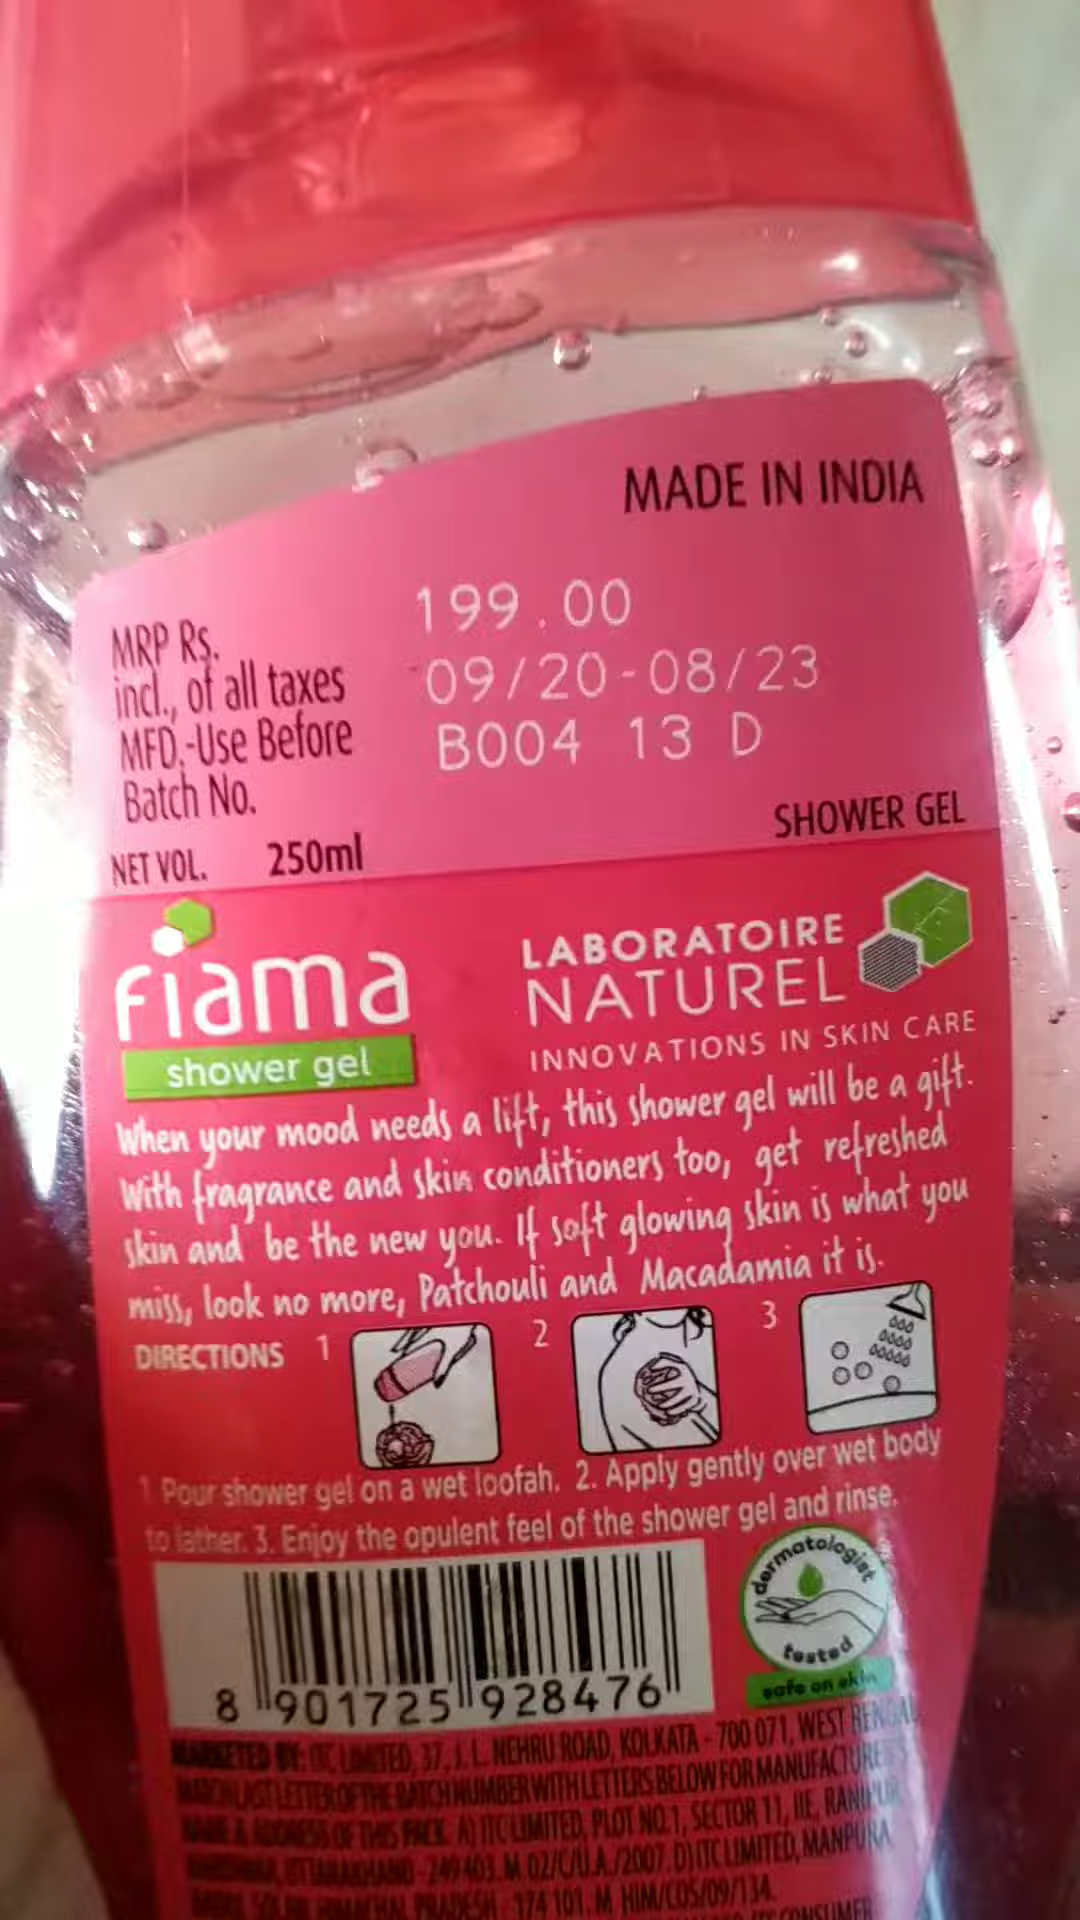 MADE IN INDIA
MRP Rs. 199.00
incl., of all taxes
MFD.-Use Before 09/20-08/23
Batch No. B004 13 D
NET VOL. 250ml
SHOWER GEL
fiama
shower gel
LABORATOIRE
NATUREL
INNOVATIONS IN SKIN CARE
When your mood needs a lift, this shower gel will be a gift.
With fragrance and skin conditioners too, get refreshed
skin and be the new you. If soft glowing skin is what you
miss, look no more, Patchouli and Macadamia it is.
DIRECTIONS 1 2 3
1 Pour shower gel on a wet loofah. 2. Apply gently over wet body
to lather. 3. Enjoy the opulent feel of the shower gel and rinse.
dermatologist
tested
safe on skin
8 901725 928476
MARKETED BY: ITC LIMITED, 37, J. L. NEHRU ROAD, KOLKATA - 700 071, WEST BENGAL
LAST LETTER OF THE BATCH NUMBER WITH LETTERS BELOW FOR MANUFACTURER'S
NAME & ADDRESS OF THIS PACK. A) ITC LIMITED, PLOT NO.1, SECTOR 11, IIE, RANIPUR
HARIDWAR, UTTARAKHAND - 249403. M. 02/C/U.A./2007. D) ITC LIMITED, MANPURA
SOLAN, HIMACHAL PRADESH - 174 101. M. HIM/COS/09/134.
CONSUMER